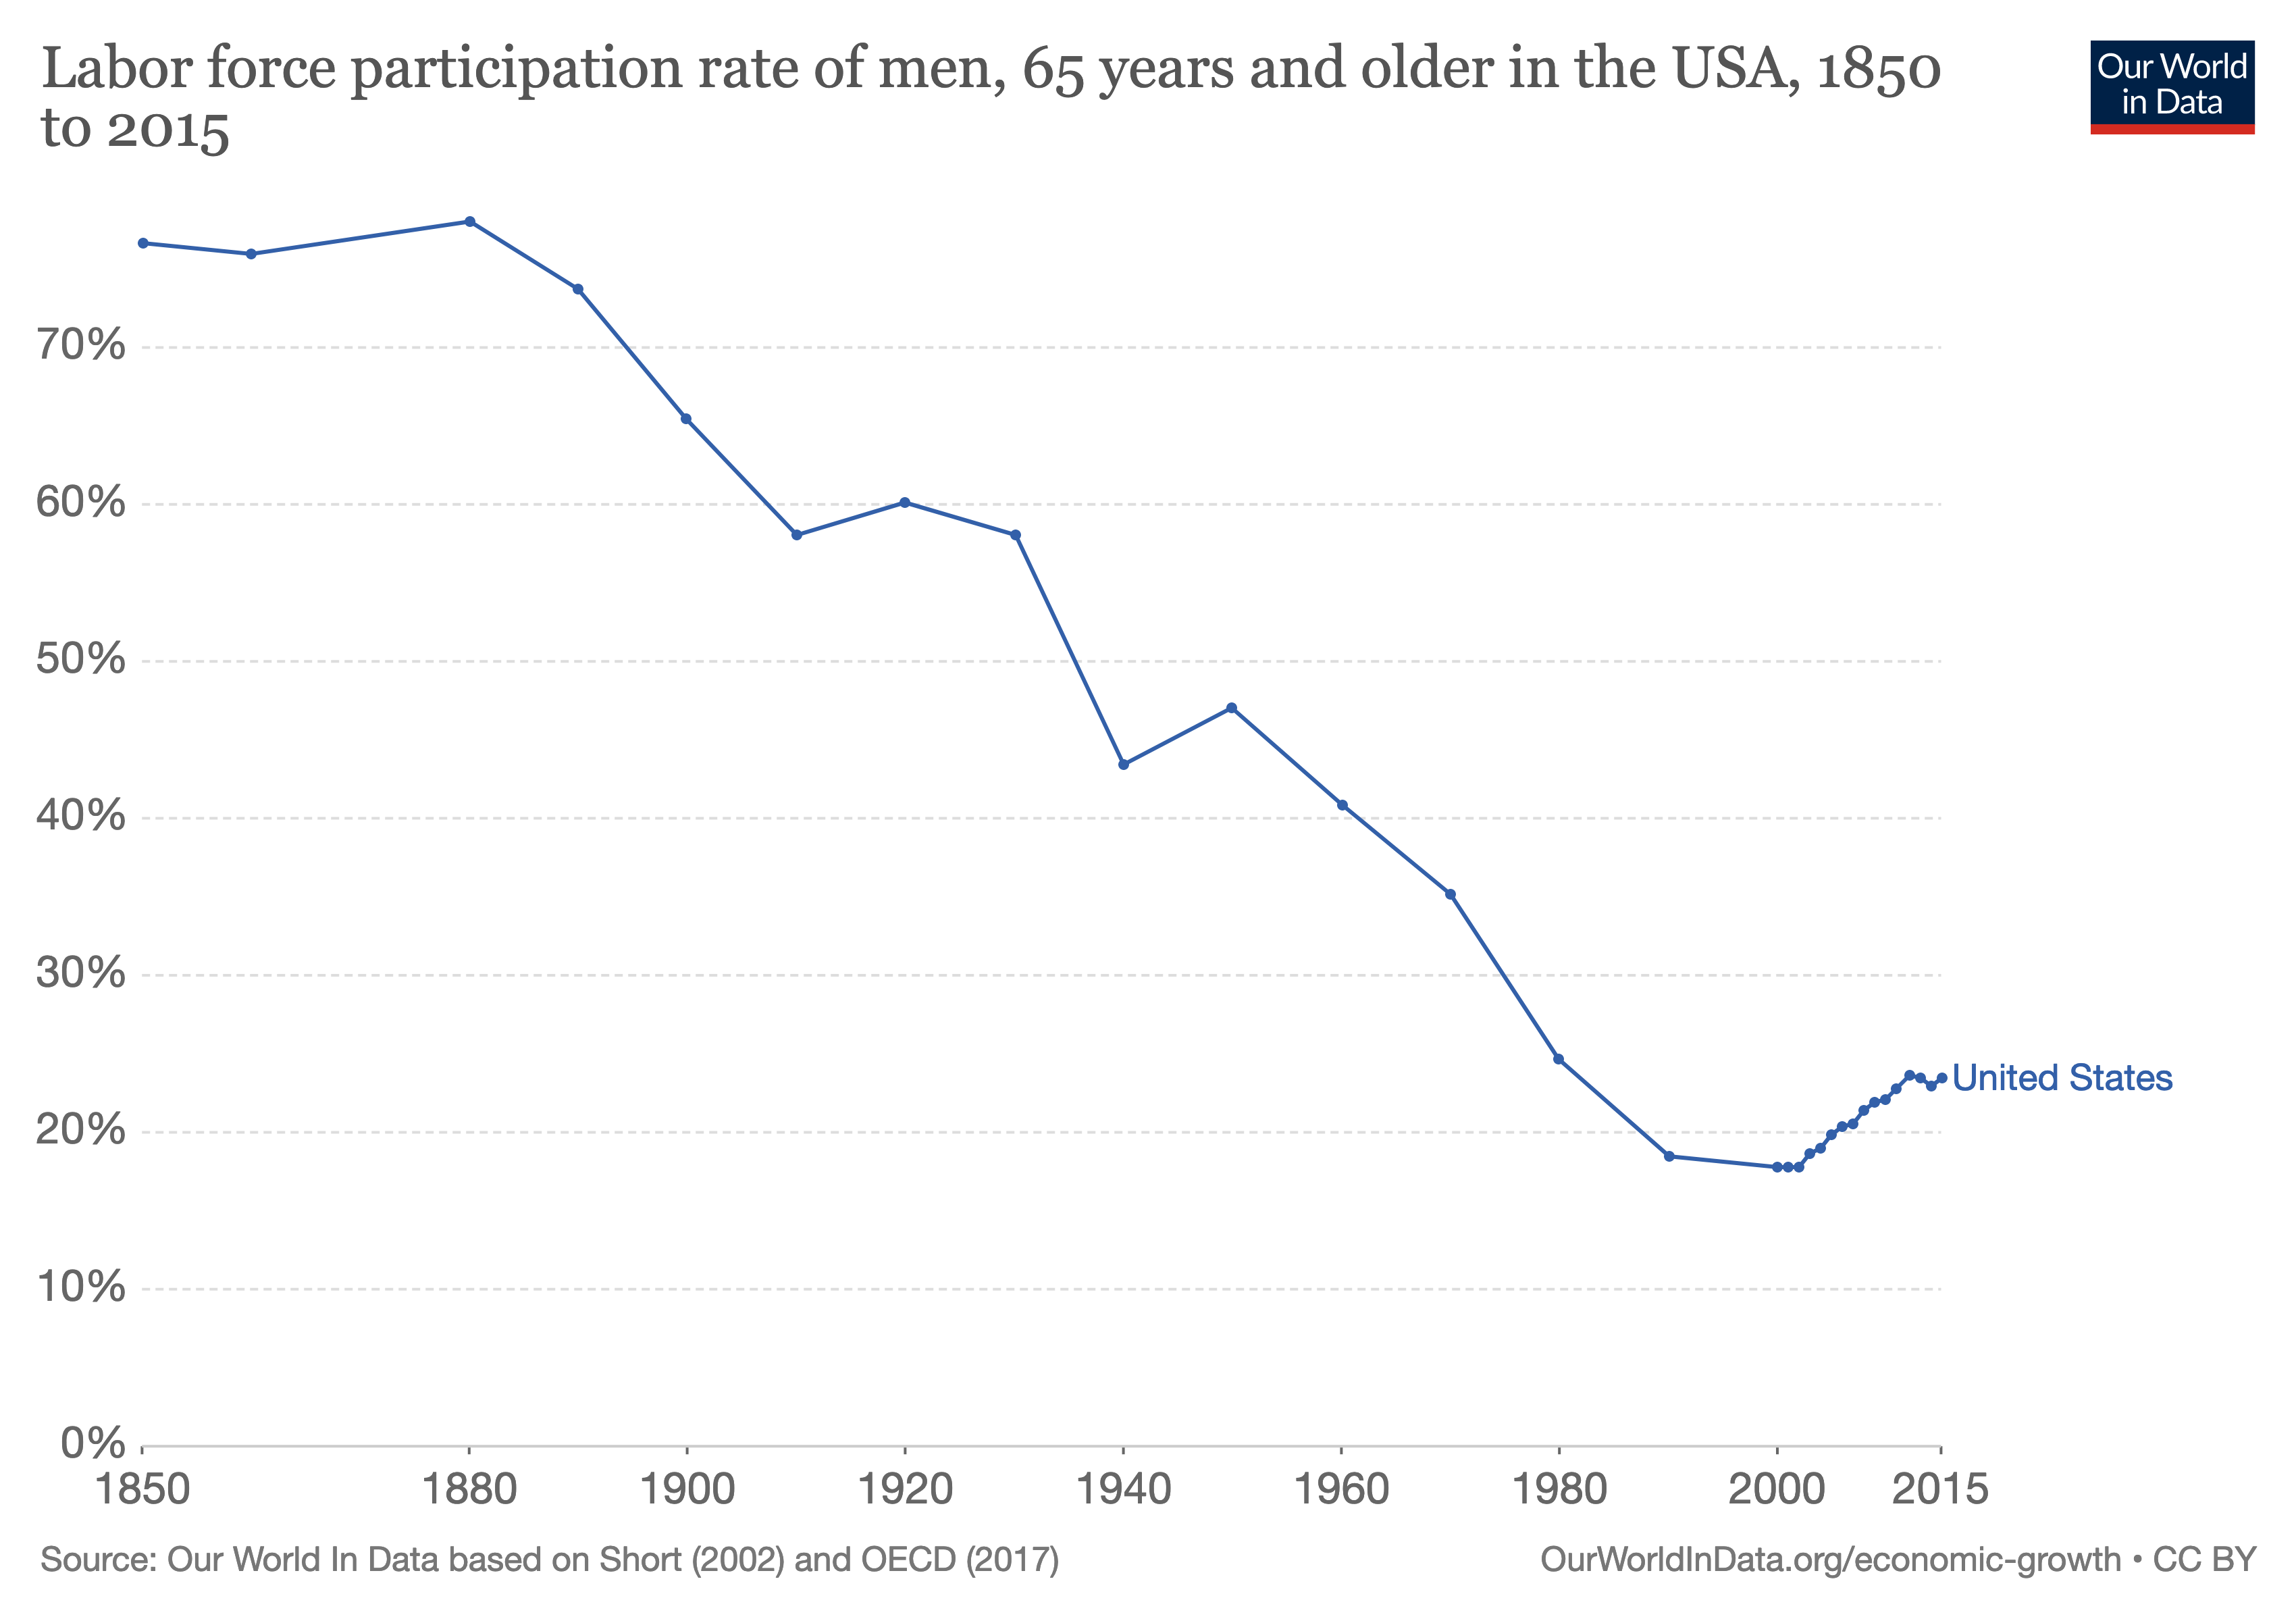 Labor force participation rate of men, 65 years and older in the USA, 1850
to 2015
Our World
in Data
70%
60%
50%
40%
30%
20%
10%
0%
United States
1850
1880
1900
1920
1940
1960
1980
2000
2015
Source: Our World In Data based on Short (2002) and OECD (2017)
OurWorldInData.org/economic-growth • CC BY